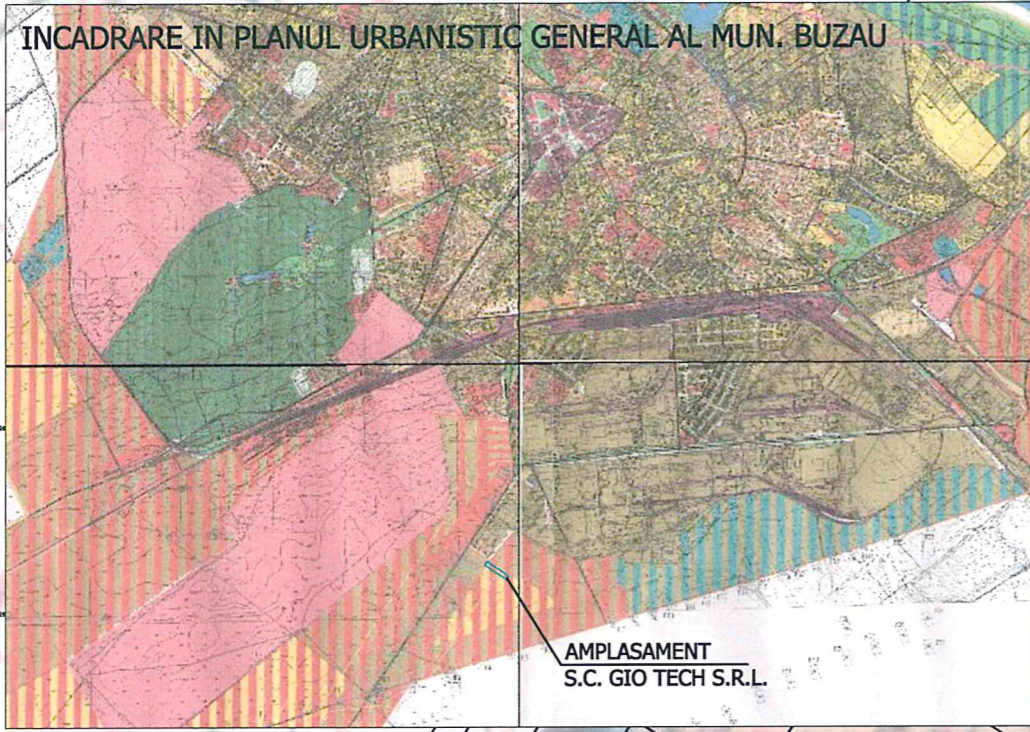 INCADRARE IN PLANUL URBANISTIC GENERAL AL MUN. BUZAU
AMPLASAMENT
S.C. GIO TECH S.R.L.